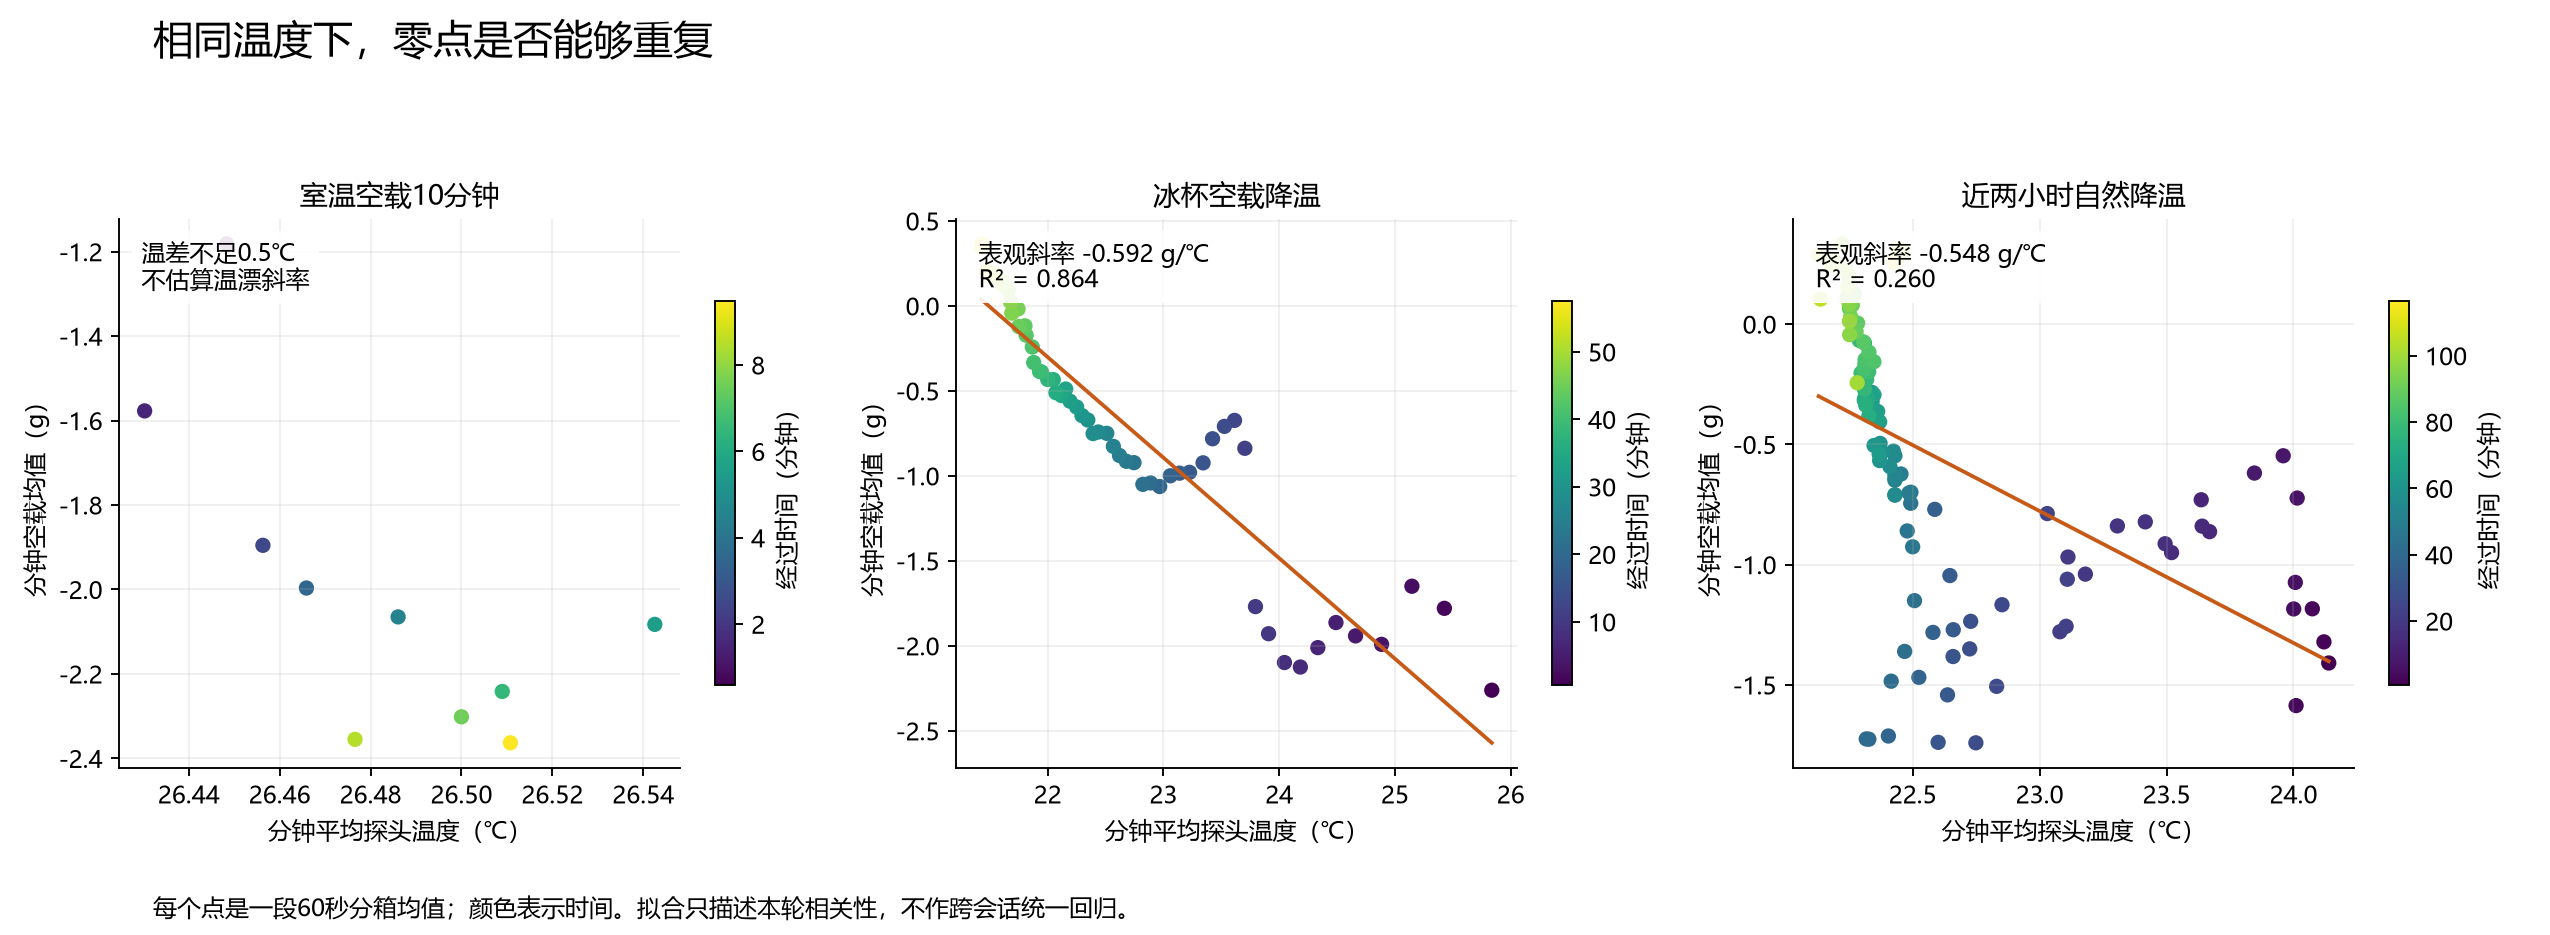 相同温度下，零点是否能够重复
室温空载10分钟
温差不足0.5℃
不估算温漂斜率
-1.2
-1.4
-1.6
-1.8
-2.0
-2.2
-2.4
分钟空载均值（g）
26.44 26.46 26.48 26.50 26.52 26.54
分钟平均探头温度（℃）
8
6
4
2
经过时间（分钟）
冰杯空载降温
表观斜率 -0.592 g/℃
R² = 0.864
0.5
0.0
-0.5
-1.0
-1.5
-2.0
-2.5
分钟空载均值（g）
22 23 24 25 26
分钟平均探头温度（℃）
50
40
30
20
10
经过时间（分钟）
近两小时自然降温
表观斜率 -0.548 g/℃
R² = 0.260
0.0
-0.5
-1.0
-1.5
分钟空载均值（g）
22.5 23.0 23.5 24.0
分钟平均探头温度（℃）
100
80
60
40
20
经过时间（分钟）
每个点是一段60秒分箱均值；颜色表示时间。拟合只描述本轮相关性，不作跨会话统一回归。